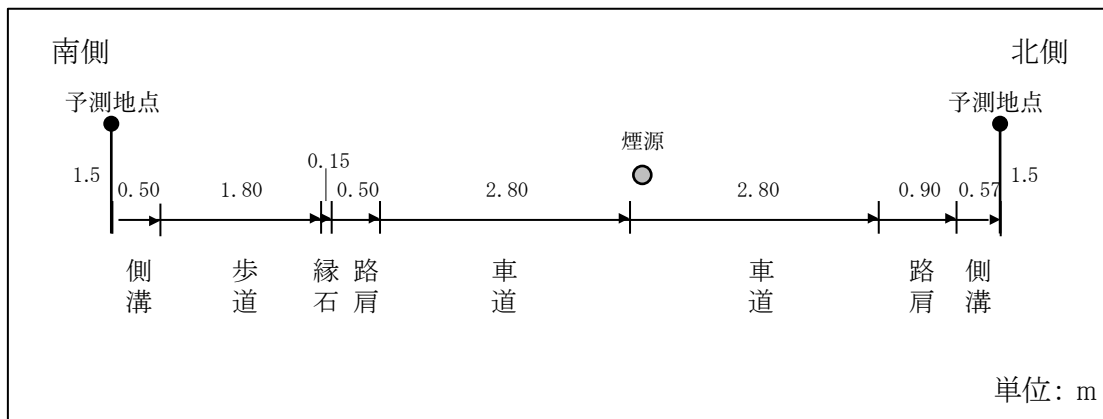 南側 北側
予測地点 予測地点
煙源
0.15
1.5 0.50 1.80 0.50 2.80 2.80 0.90 0.57 1.5
側溝 歩道 縁石 路肩 車道 車道 路肩 側溝
単位: m